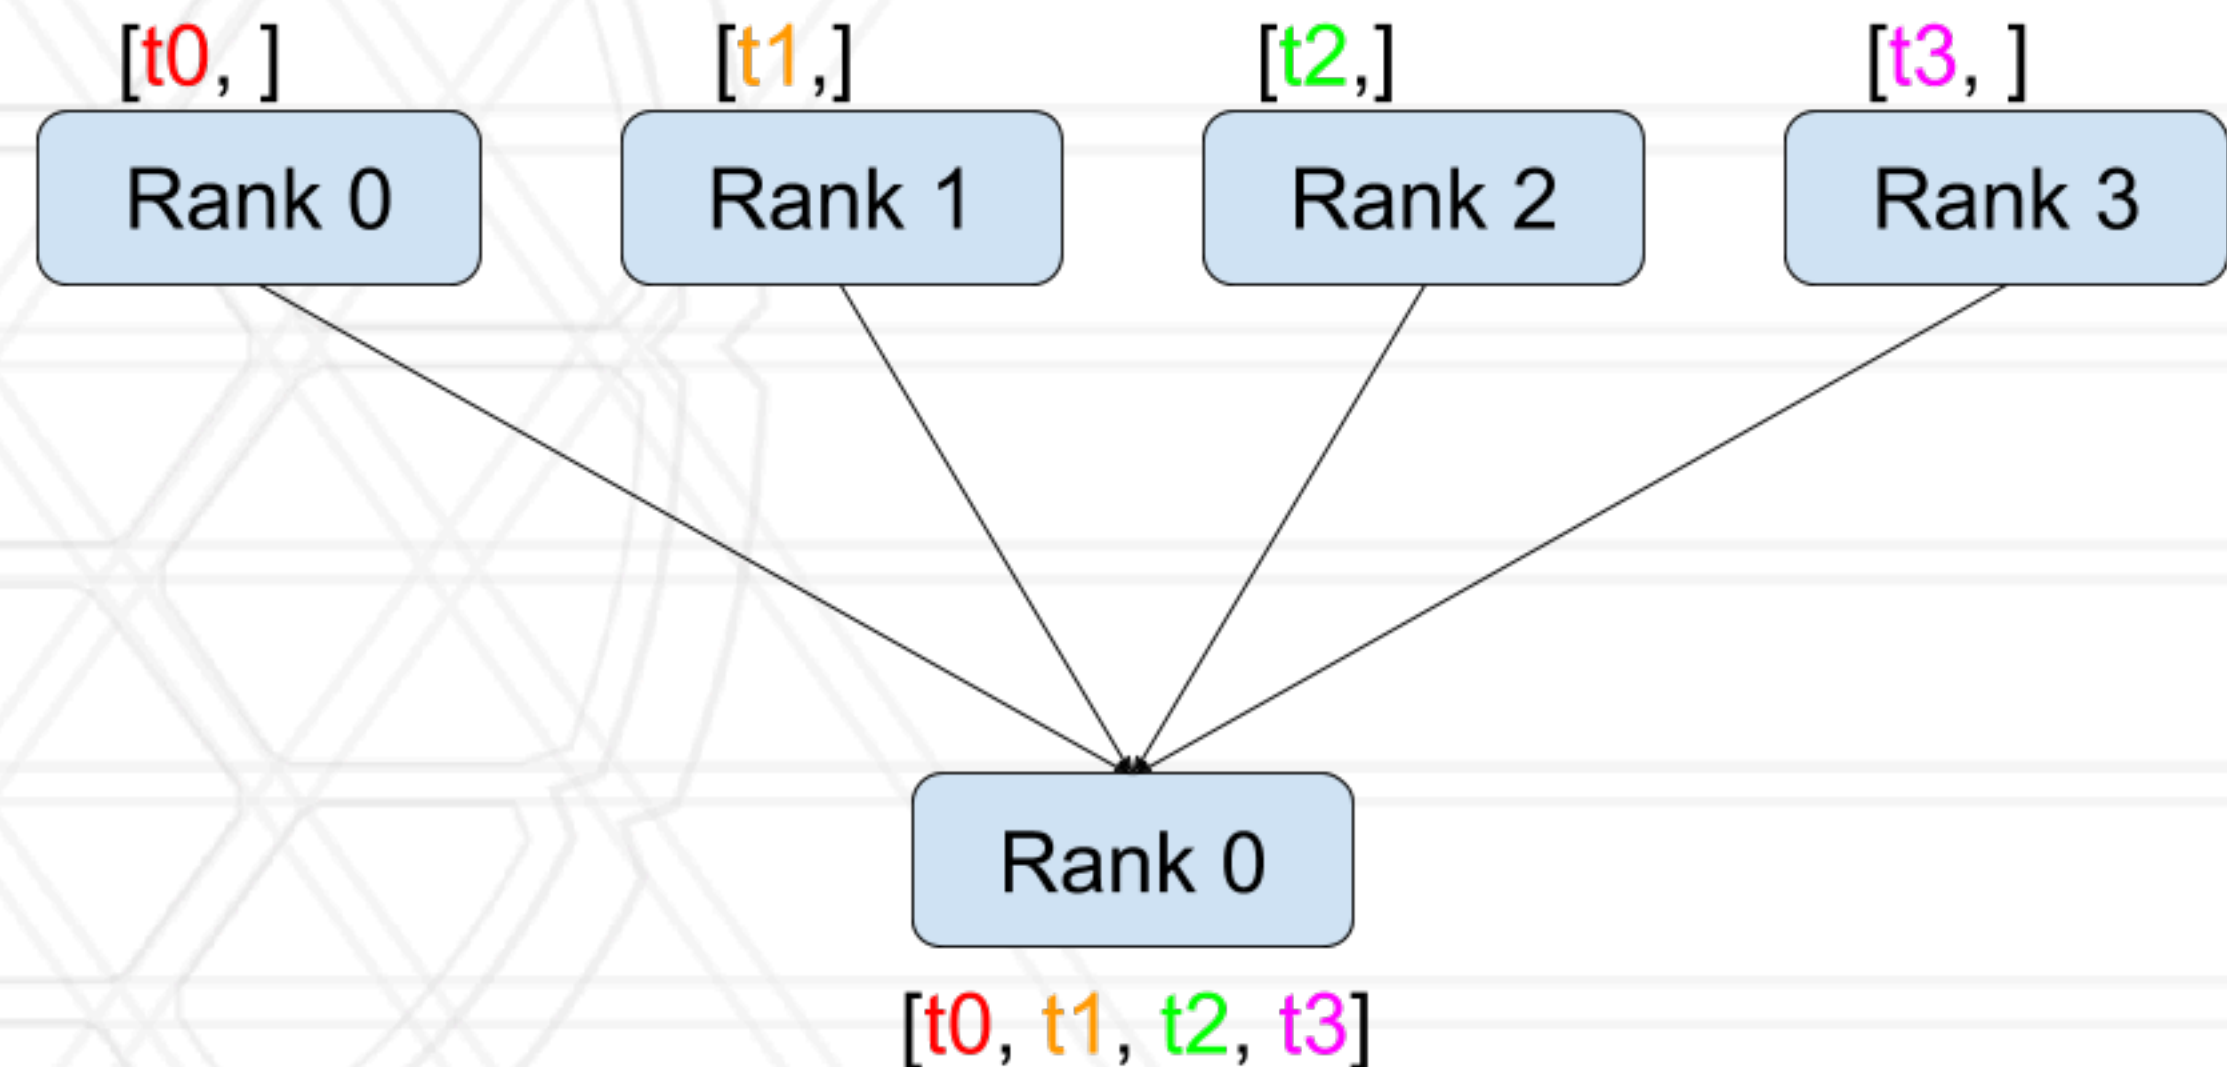 [t0, ] [t1,] [t2,] [t3, ]
Rank 0 Rank 1 Rank 2 Rank 3
Rank 0
[t0, t1, t2, t3]